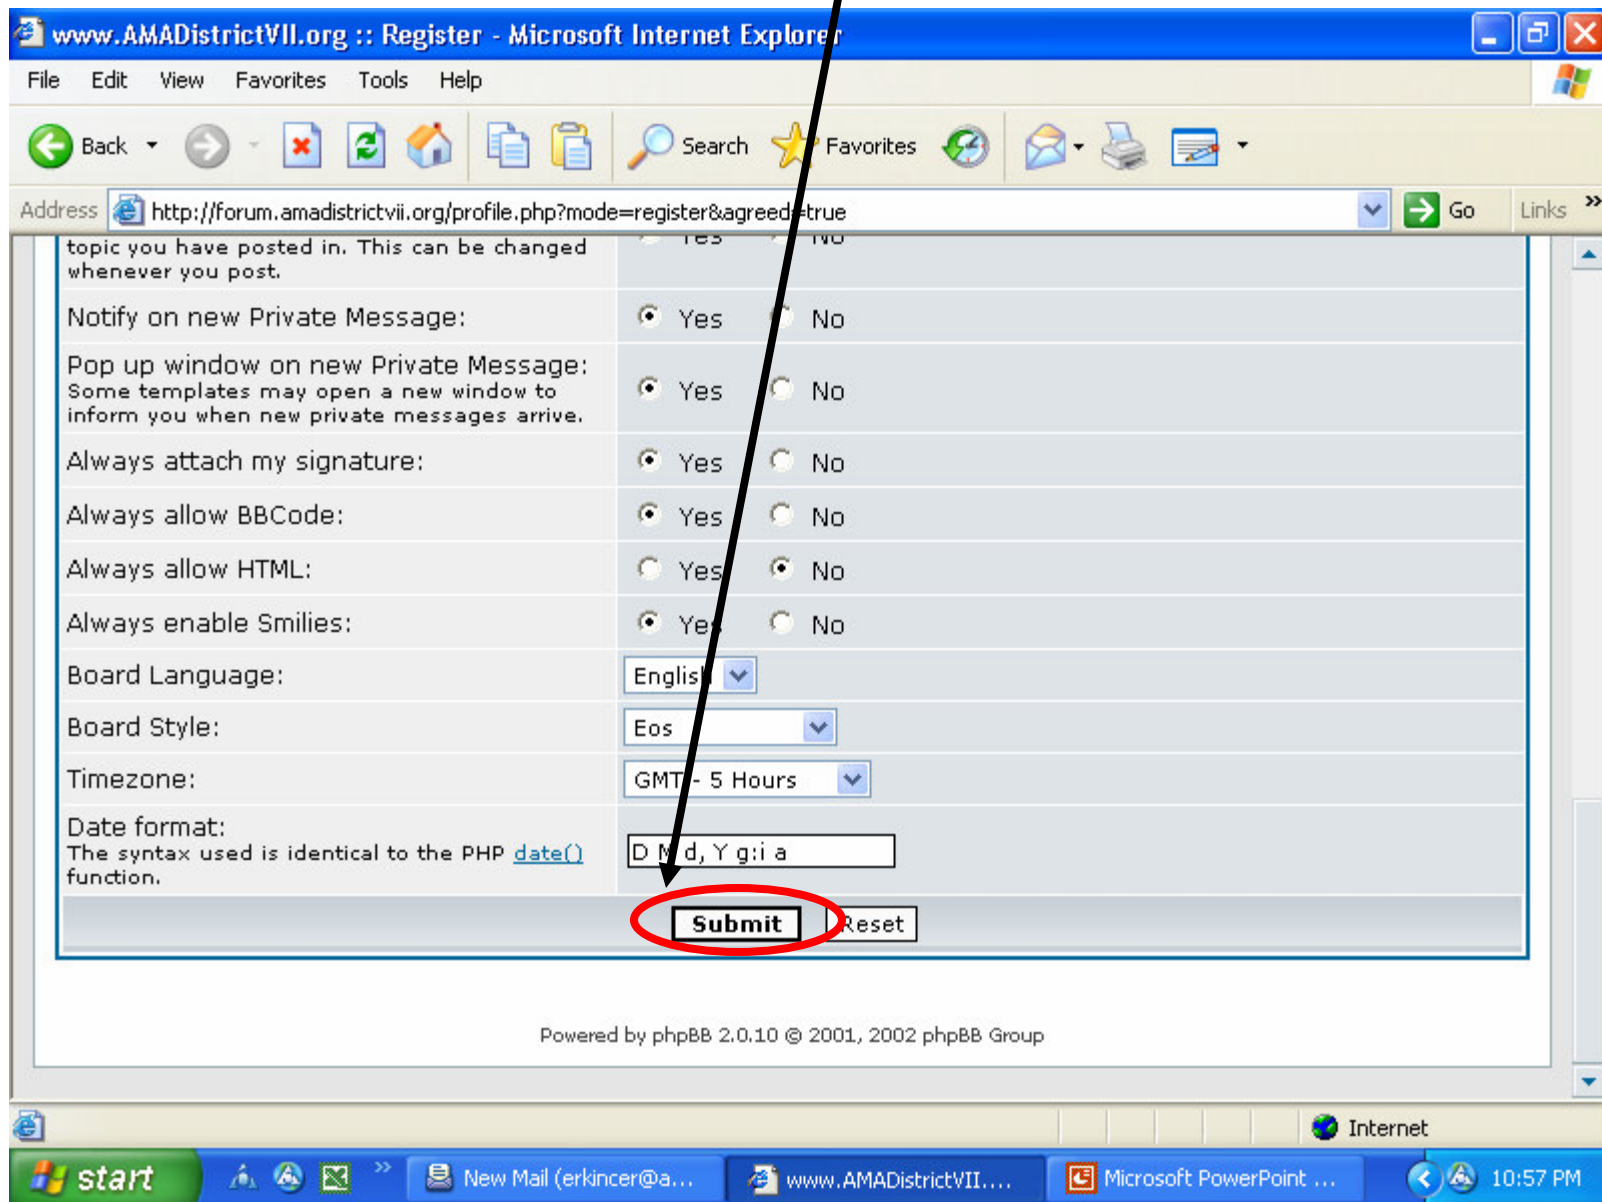 www.AMADistrictVII.org :: Register - Microsoft Internet Explorer
File Edit View Favorites Tools Help
Back Search Favorites
Address http://forum.amadistrictvii.org/profile.php?mode=register&agreed=true Go Links »
topic you have posted in. This can be changed Yes No
whenever you post.
Notify on new Private Message: Yes No
Pop up window on new Private Message:
Some templates may open a new window to Yes No
inform you when new private messages arrive.
Always attach my signature: Yes No
Always allow BBCode: Yes No
Always allow HTML: Yes No
Always enable Smilies: Yes No
Board Language: English
Board Style: Eos
Timezone: GMT - 5 Hours
Date format:
The syntax used is identical to the PHP date() D M d, Y g:i a
function.
Submit Reset
Powered by phpBB 2.0.10 © 2001, 2002 phpBB Group
Internet
start » New Mail (erkincer@a... www.AMADistrictVII.... Microsoft PowerPoint ... 10:57 PM